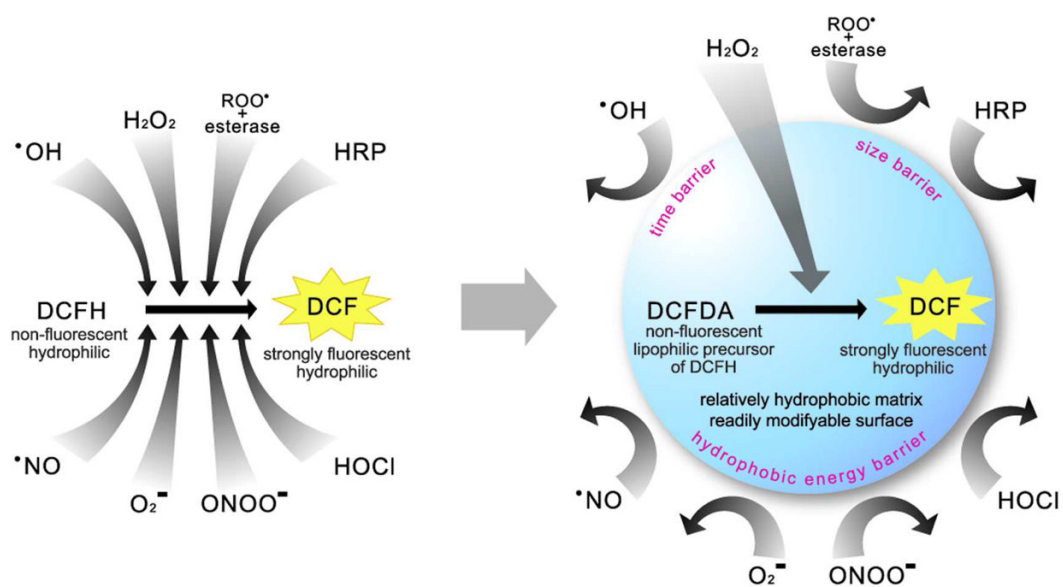 •OH
H₂O₂
ROO•
+
esterase
HRP
DCFH
non-fluorescent
hydrophilic
DCF
strongly fluorescent
hydrophilic
•NO
O₂⁻
ONOO⁻
HOCl
•OH
H₂O₂
ROO•
+
esterase
HRP
time barrier
size barrier
DCFDA
non-fluorescent
lipophilic precursor
of DCFH
DCF
strongly fluorescent
hydrophilic
relatively hydrophobic matrix
readily modifyable surface
hydrophobic energy barrier
•NO
O₂⁻
ONOO⁻
HOCl